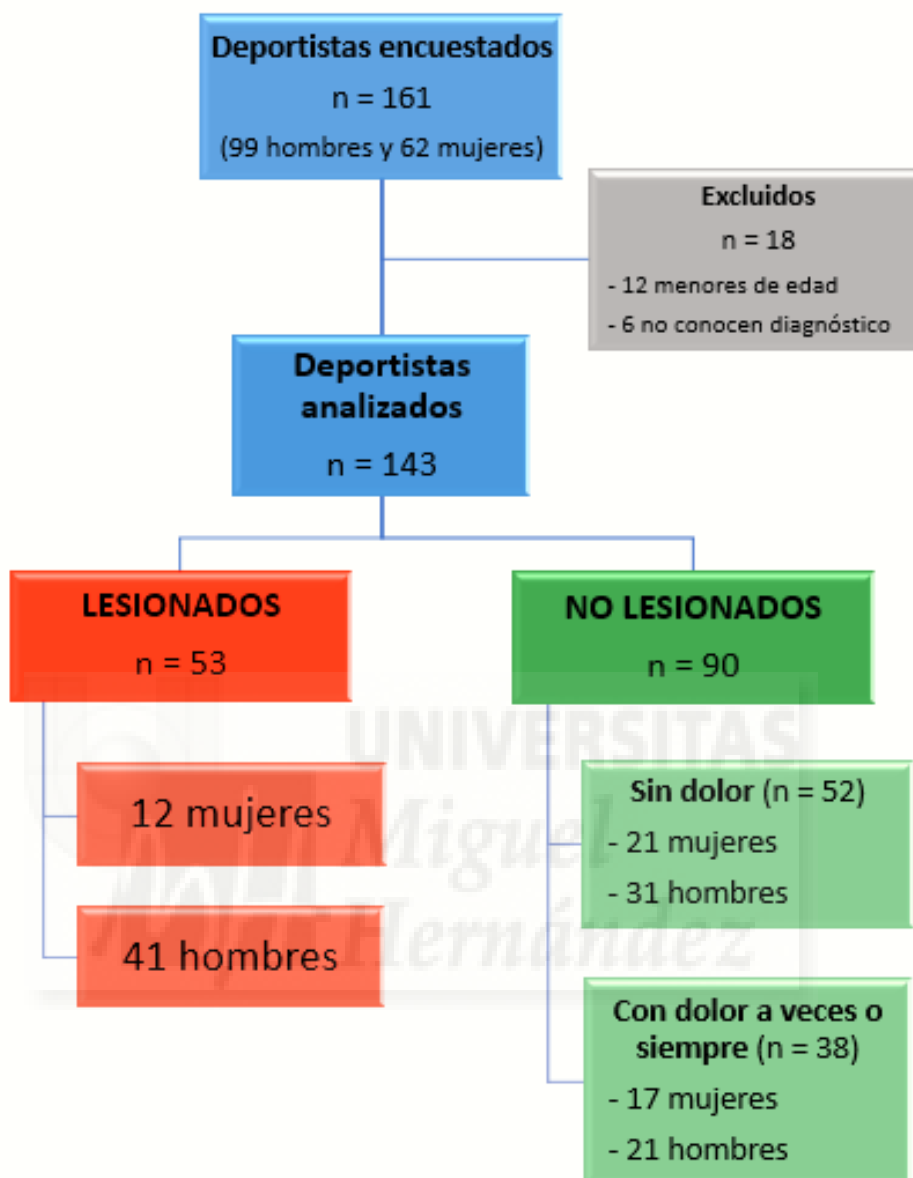 Deportistas encuestados
n = 161
(99 hombres y 62 mujeres)
Excluidos
n = 18
- 12 menores de edad
- 6 no conocen diagnóstico
Deportistas
analizados
n = 143
LESIONADOS
n = 53
12 mujeres
41 hombres
NO LESIONADOS
n = 90
Sin dolor (n = 52)
- 21 mujeres
- 31 hombres
Con dolor a veces o
siempre (n = 38)
- 17 mujeres
- 21 hombres
UNIVERSITAS
Miguel
Hernández